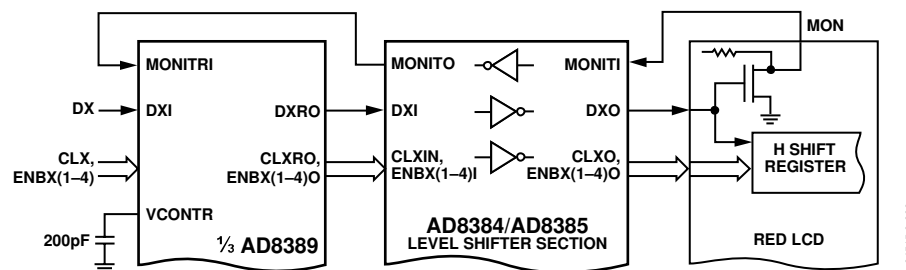 MON
MONITRI
MONITO
MONITI
DX
DXI
DXRO
DXI
DXO
CLX,
ENBX(1–4)
CLXRO,
ENBX(1–4)O
CLXIN,
ENBX(1–4)I
CLXO,
ENBX(1–4)O
H SHIFT
REGISTER
VCONTR
200pF
1/3 AD8389
AD8384/AD8385
LEVEL SHIFTER SECTION
RED LCD